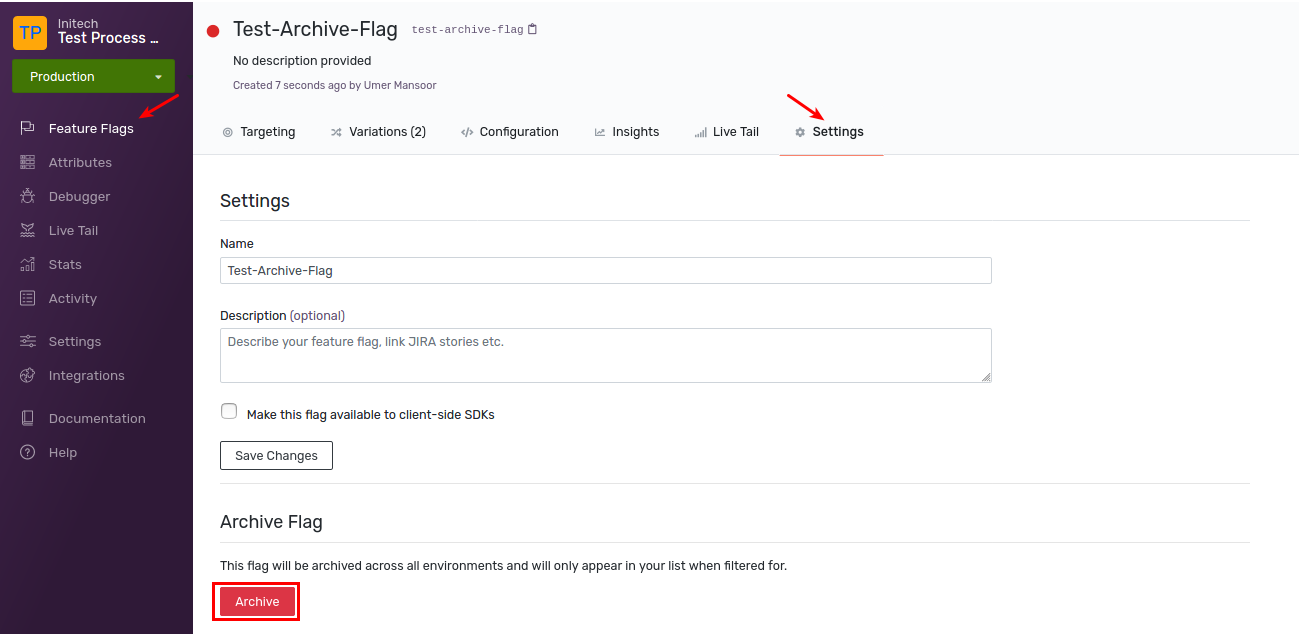 TP
Initech
Test Process ...
Production
Feature Flags
Attributes
Debugger
Live Tail
Stats
Activity
Settings
Integrations
Documentation
Help
Test-Archive-Flag test-archive-flag
No description provided
Created 7 seconds ago by Umer Mansoor
Targeting Variations (2) Configuration Insights Live Tail Settings
Settings
Name
Test-Archive-Flag
Description (optional)
Describe your feature flag, link JIRA stories etc.
Make this flag available to client-side SDKs
Save Changes
Archive Flag
This flag will be archived across all environments and will only appear in your list when filtered for.
Archive